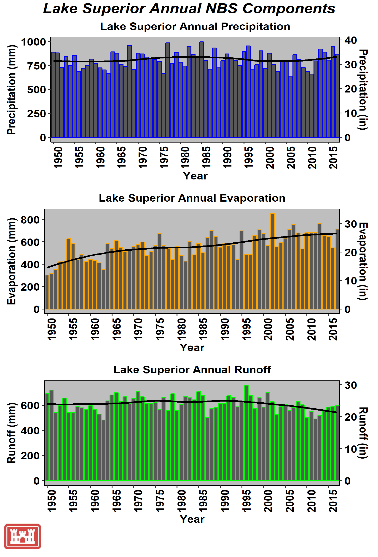 Lake Superior Annual NBS Components
Lake Superior Annual Precipitation
Precipitation (mm)
1000
750
500
250
0
40
30
20
10
0
Precipitation (in)
1950 1955 1960 1965 1970 1975 1980 1985 1990 1995 2000 2005 2010 2015
Year
Lake Superior Annual Evaporation
Evaporation (mm)
800
600
400
200
0
30
20
10
0
Evaporation (in)
1950 1955 1960 1965 1970 1975 1980 1985 1990 1995 2000 2005 2010 2015
Year
Lake Superior Annual Runoff
Runoff (mm)
600
400
200
0
30
20
10
0
Runoff (in)
1950 1955 1960 1965 1970 1975 1980 1985 1990 1995 2000 2005 2010 2015
Year